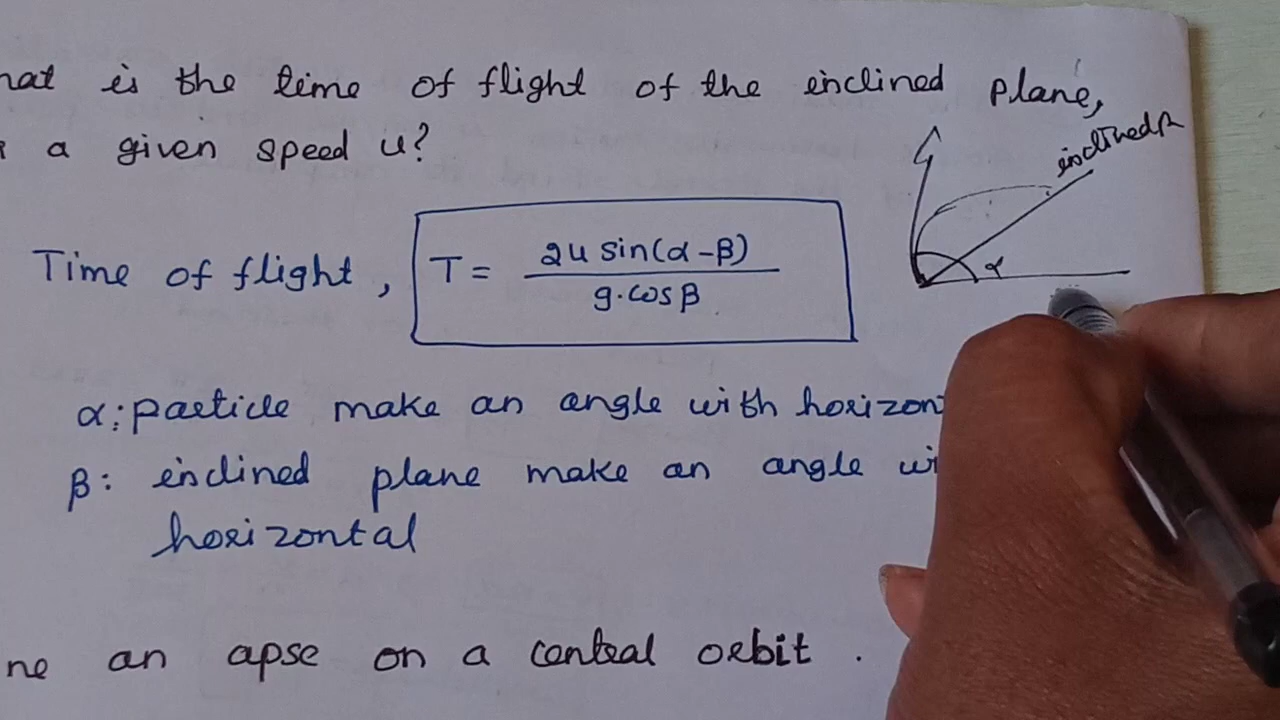 hat is the time of flight of the inclined plane,
a given speed u?
inclined
Time of flight, T = 2u sin(α-β) / g·cosβ
α
α: particle make an angle with horizon
β: inclined plane make an angle wi
horizontal
ne an apse on a central orbit.